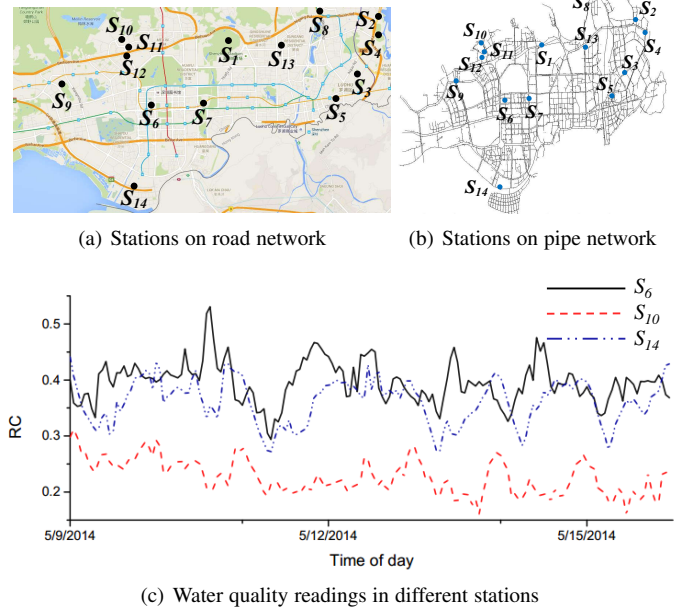 S8
S2
S10
S11
S4
S1
S13
S12
S3
S9
S6
S7
S5
S14
(a) Stations on road network
S8
S2
S10
S11
S1
S13
S4
S12
S3
S9
S5
S6
S7
S14
(b) Stations on pipe network
S6
S10
S14
0.5
0.4
0.3
0.2
RC
5/9/2014
5/12/2014
5/15/2014
Time of day
(c) Water quality readings in different stations